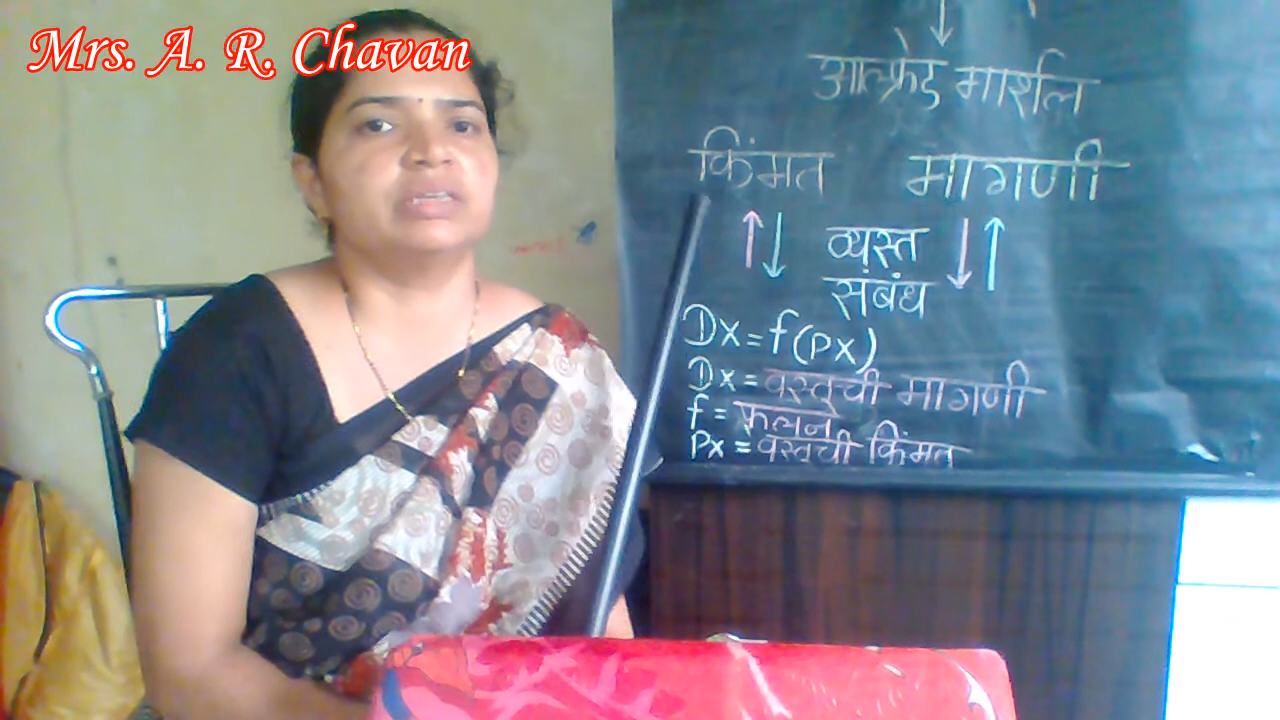 Mrs. A. R. Chavan
आल्फ्रेड मार्शल
किंमत मागणी
व्यस्त
संबंध
Dx = f(Px)
Dx = वस्तूची मागणी
f = फलन
Px = वस्तूची किंमत